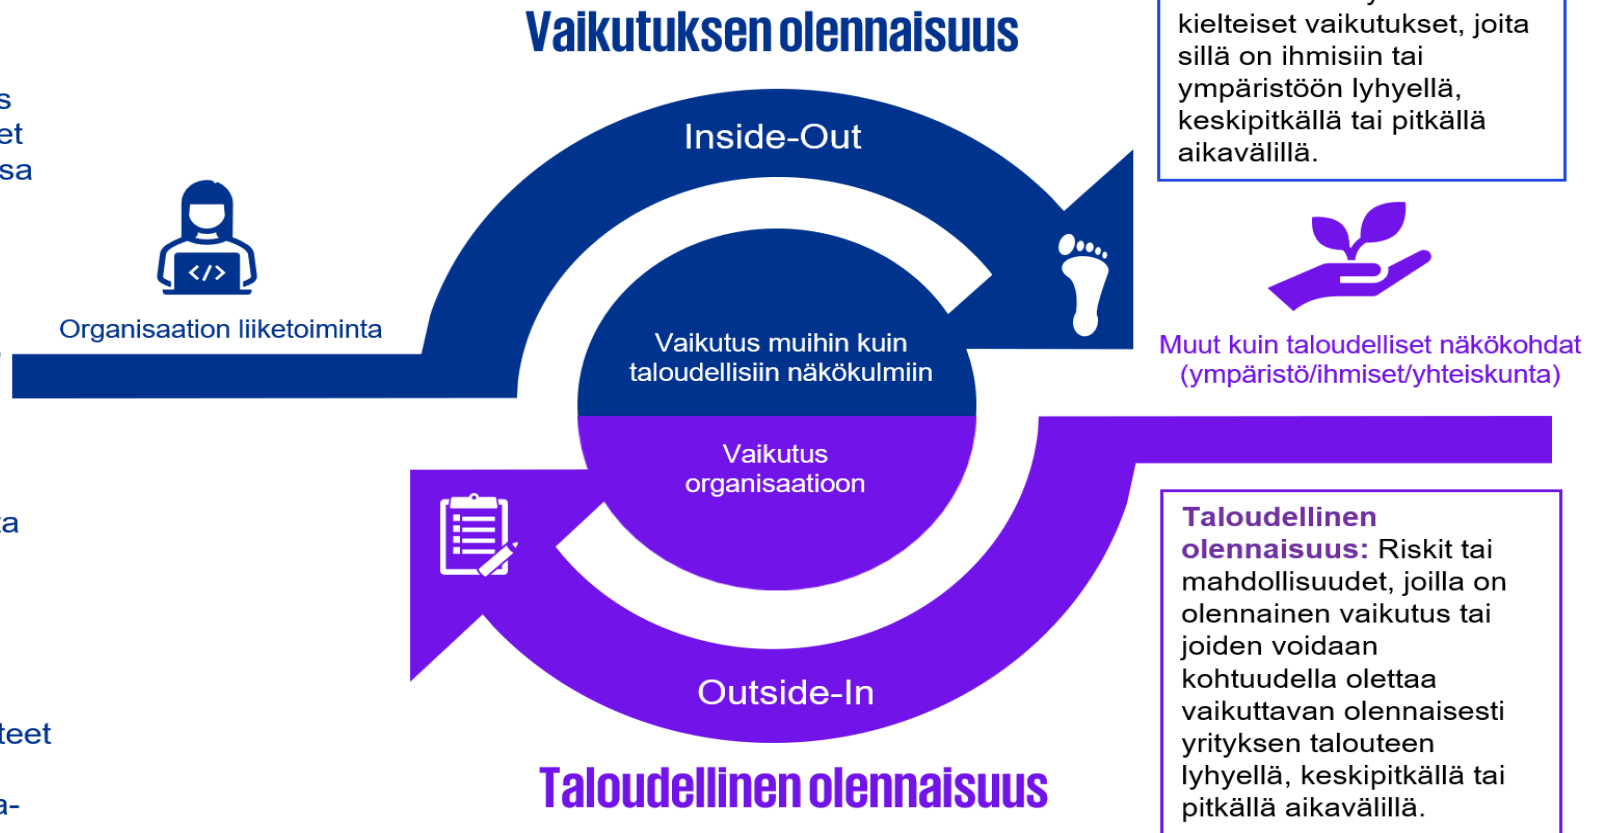 Vaikutuksen olennaisuus
kielteiset vaikutukset, joita
sillä on ihmisiin tai
ympäristöön lyhyellä,
keskipitkällä tai pitkällä
aikavälillä.
s
et
sa
Inside-Out
</>
Organisaation liiketoiminta
Vaikutus muihin kuin
taloudellisiin näkökulmiin
Muut kuin taloudelliset näkökohdat
(ympäristö/ihmiset/yhteiskunta)
Vaikutus
organisaatioon
ta
teet
a-
Outside-In
Taloudellinen olennaisuus
Taloudellinen
olennaisuus: Riskit tai
mahdollisuudet, joilla on
olennainen vaikutus tai
joiden voidaan
kohtuudella olettaa
vaikuttavan olennaisesti
yrityksen talouteen
lyhyellä, keskipitkällä tai
pitkällä aikavälillä.